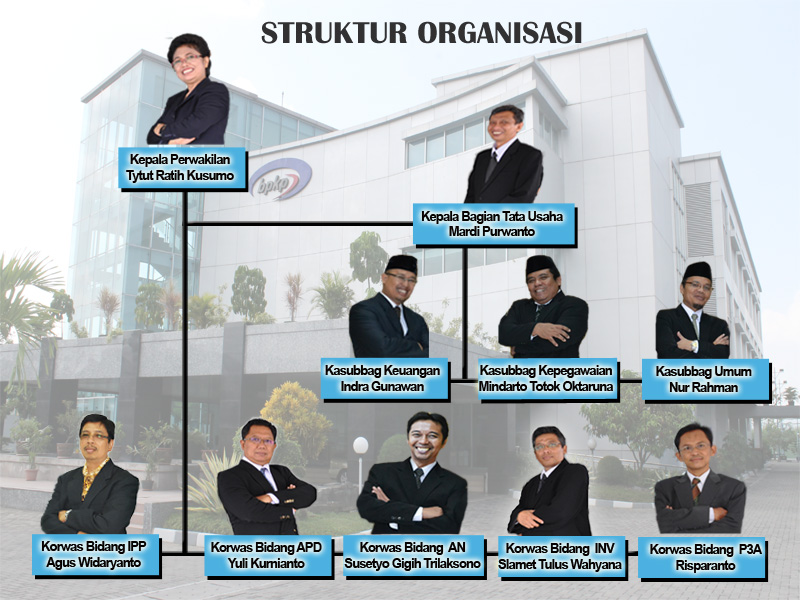 STRUKTUR ORGANISASI
Kepala Perwakilan
Tytut Ratih Kusumo
bpkp
Kepala Bagian Tata Usaha
Mardi Purwanto
Kasubbag Keuangan
Indra Gunawan
Kasubbag Kepegawaian
Mindarto Totok Oktaruna
Kasubbag Umum
Nur Rahman
Korwas Bidang IPP
Agus Widaryanto
Korwas Bidang APD
Yuli Kurnianto
Korwas Bidang AN
Susetyo Gigih Trilaksono
Korwas Bidang INV
Slamet Tulus Wahyana
Korwas Bidang P3A
Risparanto